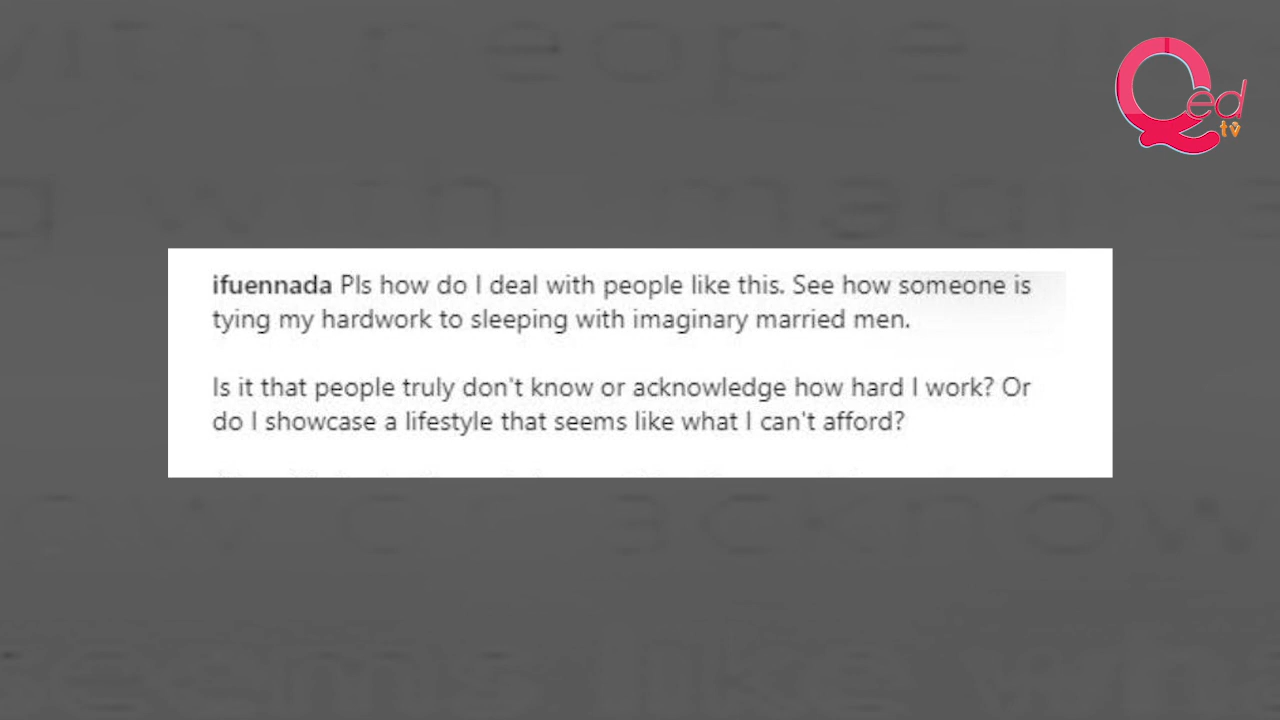 Qed
tv
ifuennada Pls how do I deal with people like this. See how someone is
tying my hardwork to sleeping with imaginary married men.
Is it that people truly don't know or acknowledge how hard I work? Or
do I showcase a lifestyle that seems like what I can't afford?